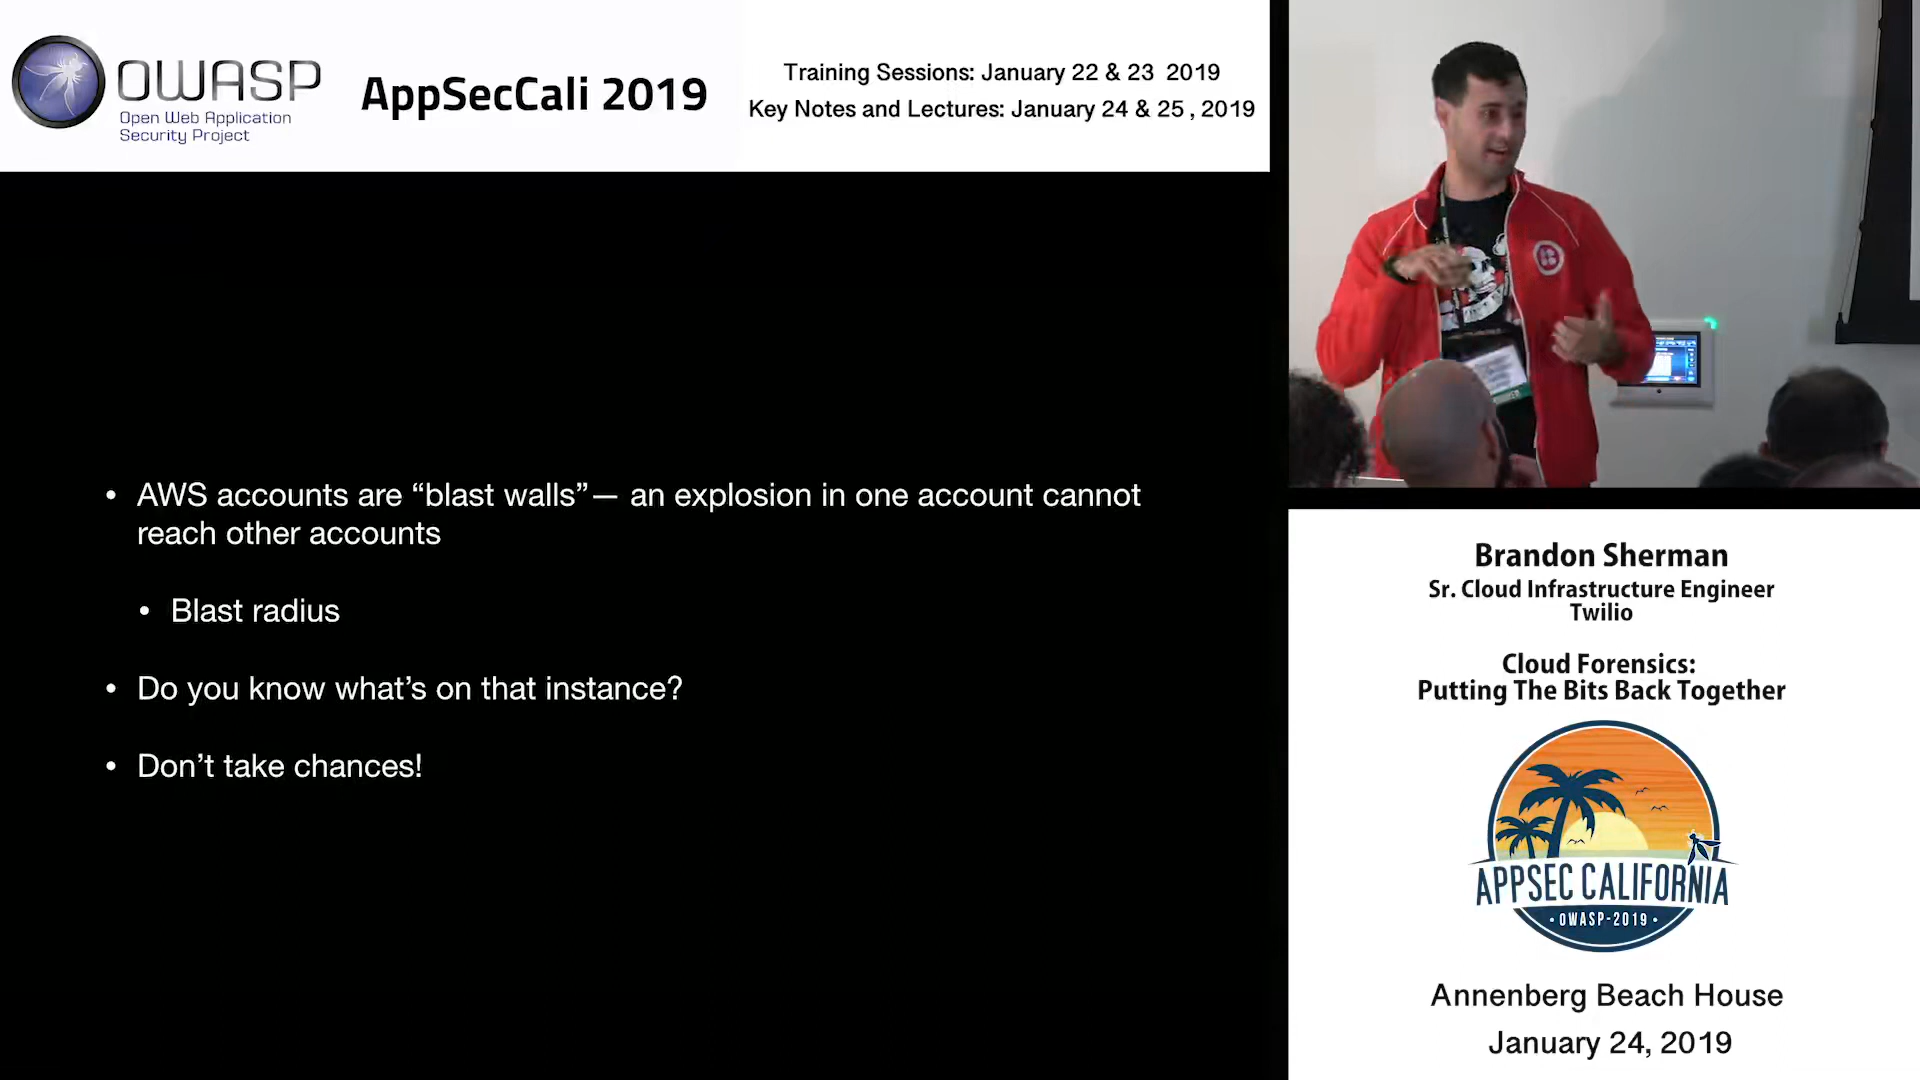 OWASP
Open Web Application
Security Project
AppSecCali 2019
Training Sessions: January 22 & 23 2019
Key Notes and Lectures: January 24 & 25 , 2019
• AWS accounts are “blast walls”— an explosion in one account cannot
reach other accounts
• Blast radius
• Do you know what’s on that instance?
• Don’t take chances!
Brandon Sherman
Sr. Cloud Infrastructure Engineer
Twilio
Cloud Forensics:
Putting The Bits Back Together
APPSEC CALIFORNIA
• OWASP-2019 •
Annenberg Beach House
January 24, 2019